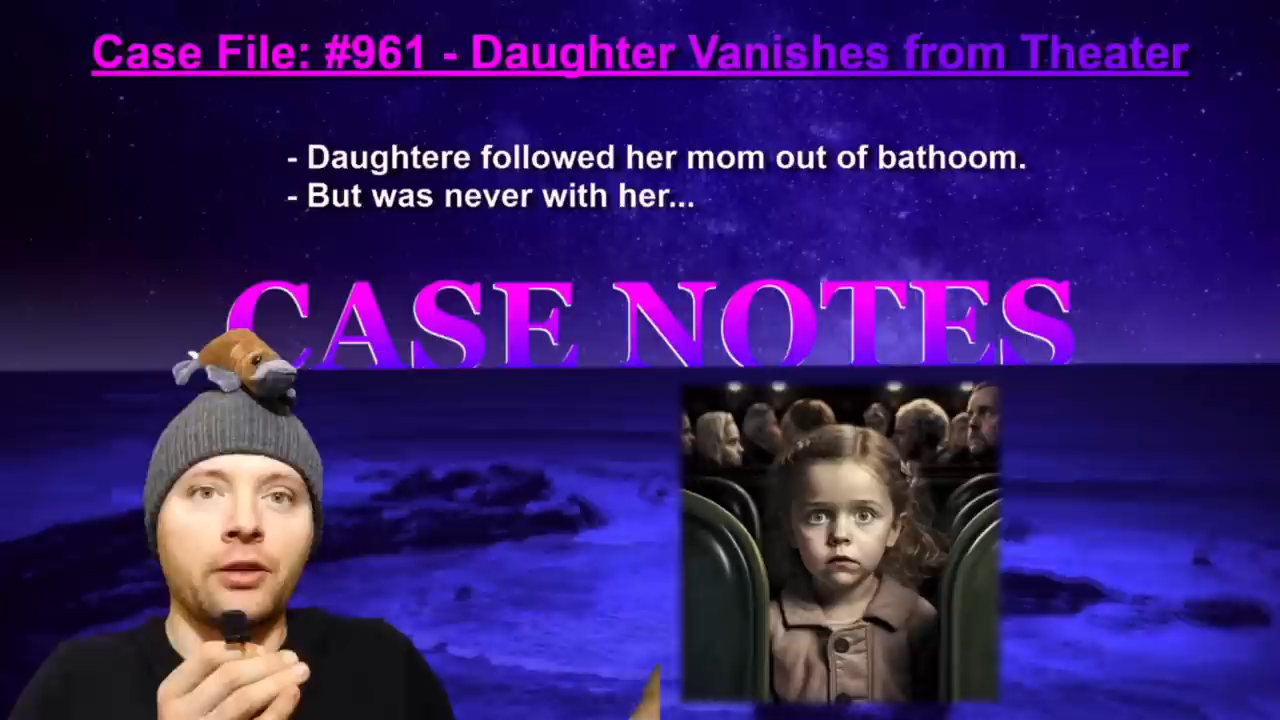 Case File: #961 - Daughter Vanishes from Theater
- Daughtere followed her mom out of bathoom.
- But was never with her...
CASE NOTES